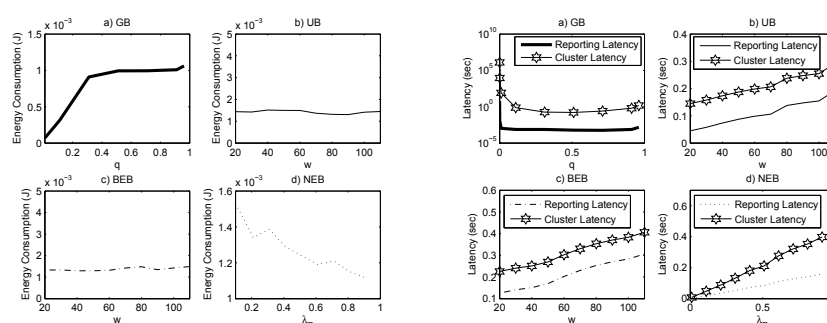 a) GB
x 10⁻³
Energy Consumption (J)
1.5
1
0.5
0
0 0.2 0.4 0.6 0.8 1
q
b) UB
x 10⁻³
Energy Consumption (J)
5
4
3
2
1
0
20 40 60 80 100
w
c) BEB
x 10⁻³
Energy Consumption (J)
5
4
3
2
1
0
20 40 60 80 100
w
d) NEB
x 10⁻³
Energy Consumption (J)
1.6
1.4
1.2
1
0.2 0.4 0.6 0.8 1
a) GB
Latency (sec)
10¹⁰
10⁵
10⁰
10⁻⁵
0 0.5 1
q
Reporting Latency
Cluster Latency
b) UB
Latency (sec)
0.4
0.3
0.2
0.1
0
20 40 60 80 100
w
Reporting Latency
Cluster Latency
c) BEB
Latency (sec)
0.6
0.5
0.4
0.3
0.2
0.1
20 40 60 80 100
w
Reporting Latency
Cluster Latency
d) NEB
Latency (sec)
0.6
0.4
0.2
0
0 0.5
Reporting Latency
Cluster Latency